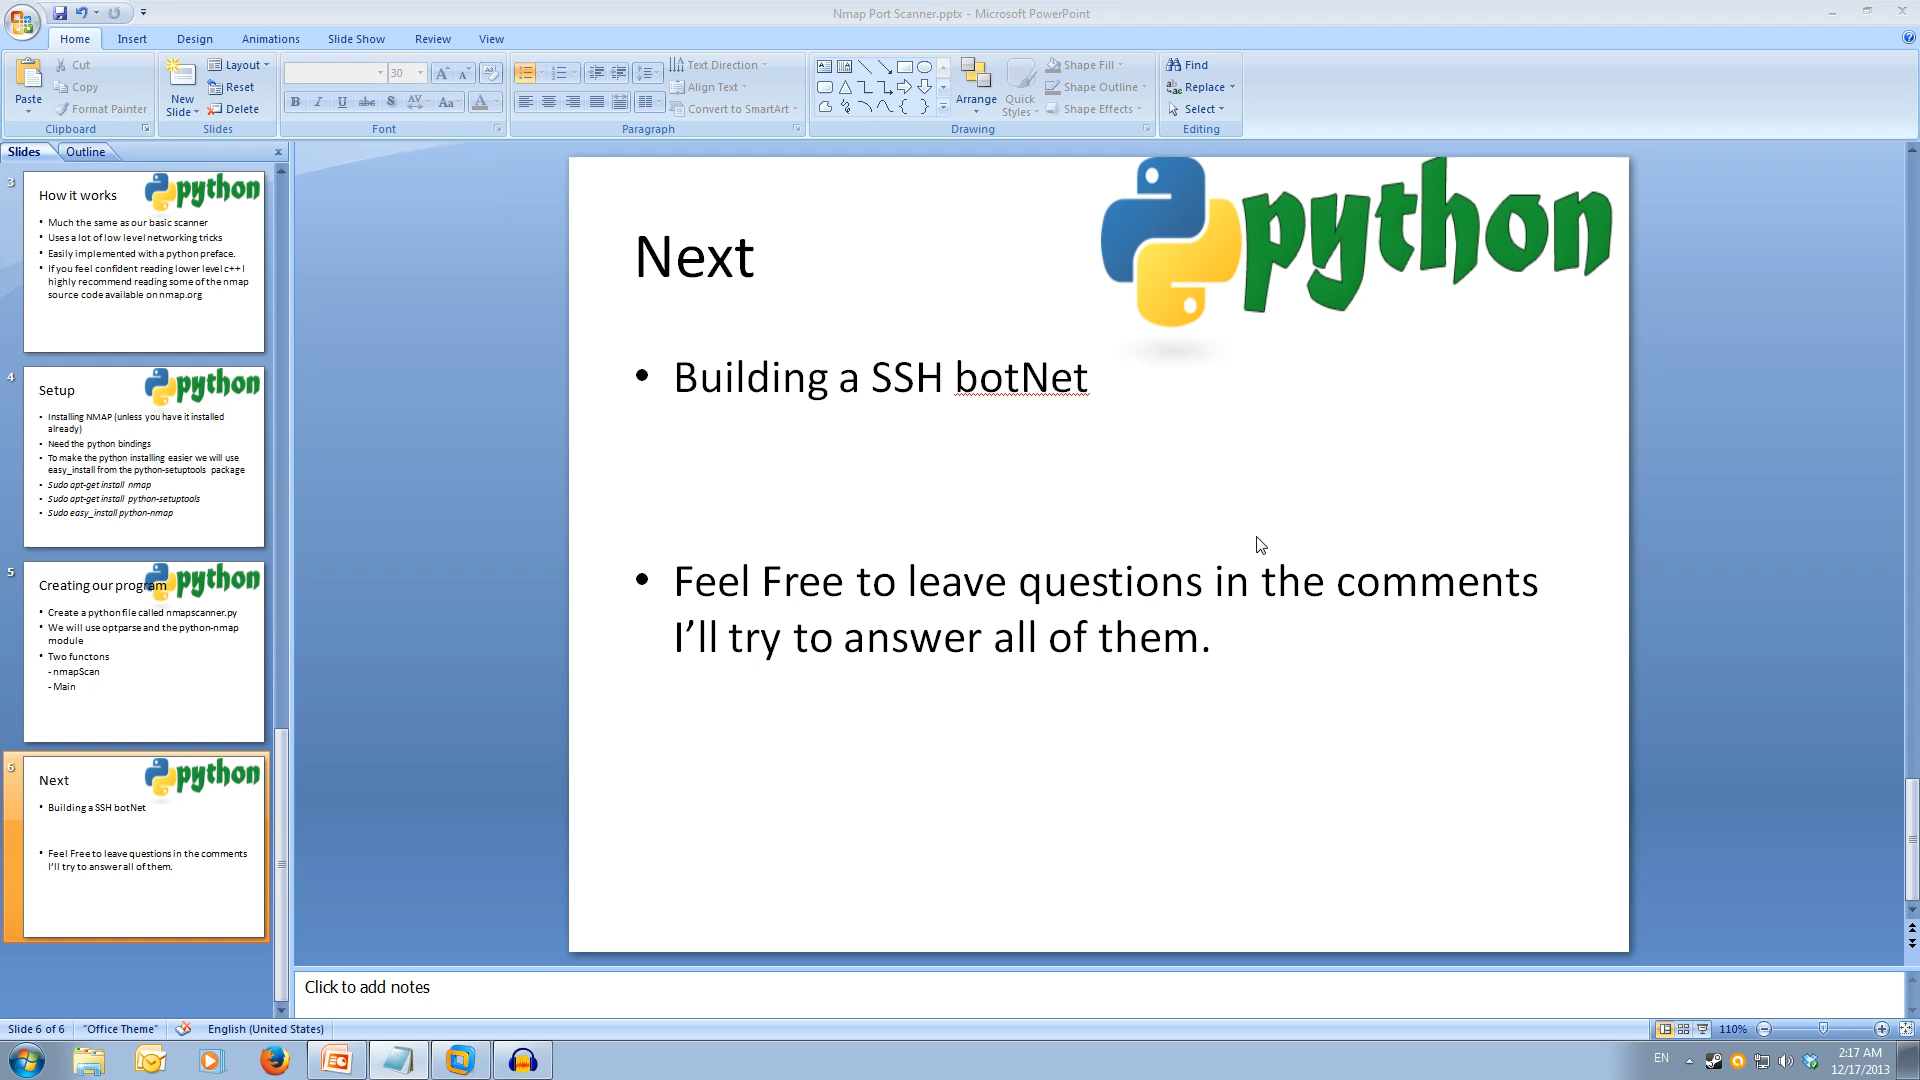 Nmap Port Scanner.pptx - Microsoft PowerPoint
Home Insert Design Animations Slide Show Review View
Paste
Cut
Copy
Format Painter
Clipboard
New
Slide
Layout
Reset
Delete
Slides
30
B I U abc S AV Aa A
Font
Text Direction
Align Text
Convert to SmartArt
Paragraph
Arrange
Quick
Styles
Shape Fill
Shape Outline
Shape Effects
Drawing
Find
Replace
Select
Editing
Slides Outline
3
How it works
python
• Much the same as our basic scanner
• Uses a lot of low level networking tricks
• Easily implemented with a python preface.
• If you feel confident reading lower level c++ I
highly recommend reading some of the nmap
source code available on nmap.org
4
Setup
python
• Installing NMAP (unless you have it installed
already)
• Need the python bindings
• To make the python installing easier we will use
easy_install from the python-setuptools package
• Sudo apt-get install nmap
• Sudo apt-get install python-setuptools
• Sudo easy_install python-nmap
5
Creating our program
python
• Create a python file called nmapscanner.py
• We will use optparse and the python-nmap
module
• Two functons
- nmapScan
- Main
6
Next
python
• Building a SSH botNet
• Feel Free to leave questions in the comments
I'll try to answer all of them.
python
Next
• Building a SSH botNet
• Feel Free to leave questions in the comments
I’ll try to answer all of them.
Click to add notes
Slide 6 of 6 "Office Theme" English (United States) 110%
EN 2:17 AM
12/17/2013